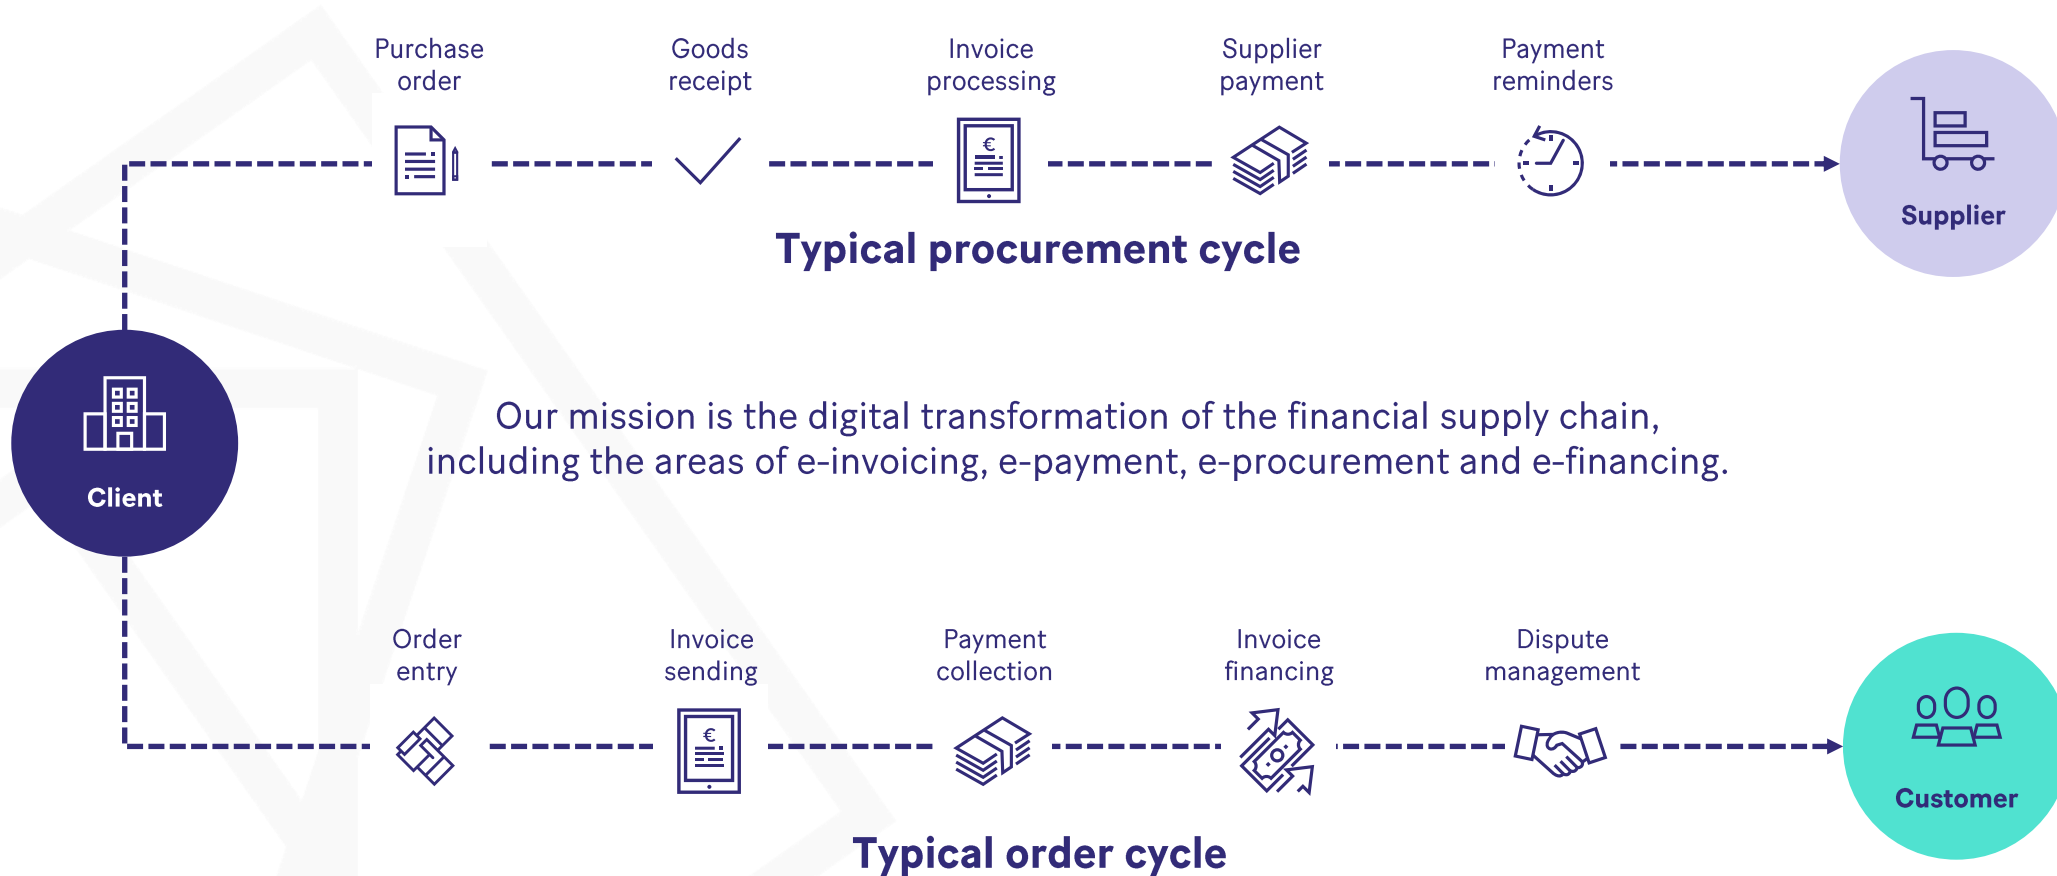 Purchase
order
Goods
receipt
Invoice
processing
Supplier
payment
Payment
reminders
€
Supplier
Typical procurement cycle
Client
Our mission is the digital transformation of the financial supply chain,
including the areas of e-invoicing, e-payment, e-procurement and e-financing.
Order
entry
Invoice
sending
Payment
collection
Invoice
financing
Dispute
management
€
Customer
Typical order cycle